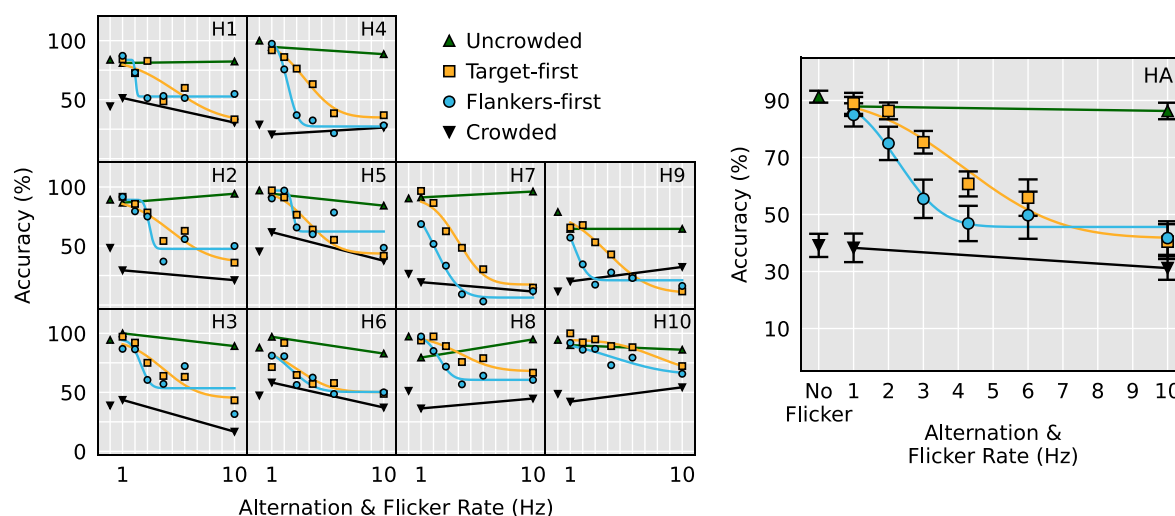 H1
H4
100
50
Uncrowded
Target-first
Flankers-first
Crowded
H2
H5
H7
H9
100
50
Accuracy (%)
H3
H6
H8
H10
100
50
0
1
10
1
10
1
10
1
10
Alternation & Flicker Rate (Hz)
HA
90
70
50
30
10
Accuracy (%)
No
Flicker
1
2
3
4
5
6
7
8
9
10
Alternation &
Flicker Rate (Hz)